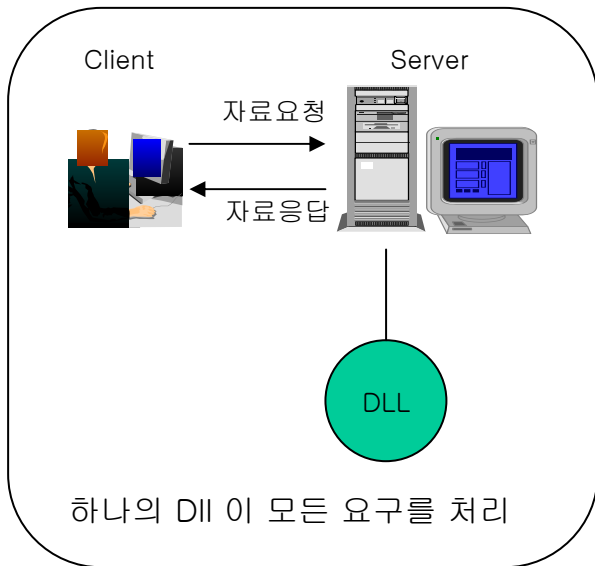 Client
Server
자료요청
자료응답
DLL
하나의 Dll 이 모든 요구를 처리